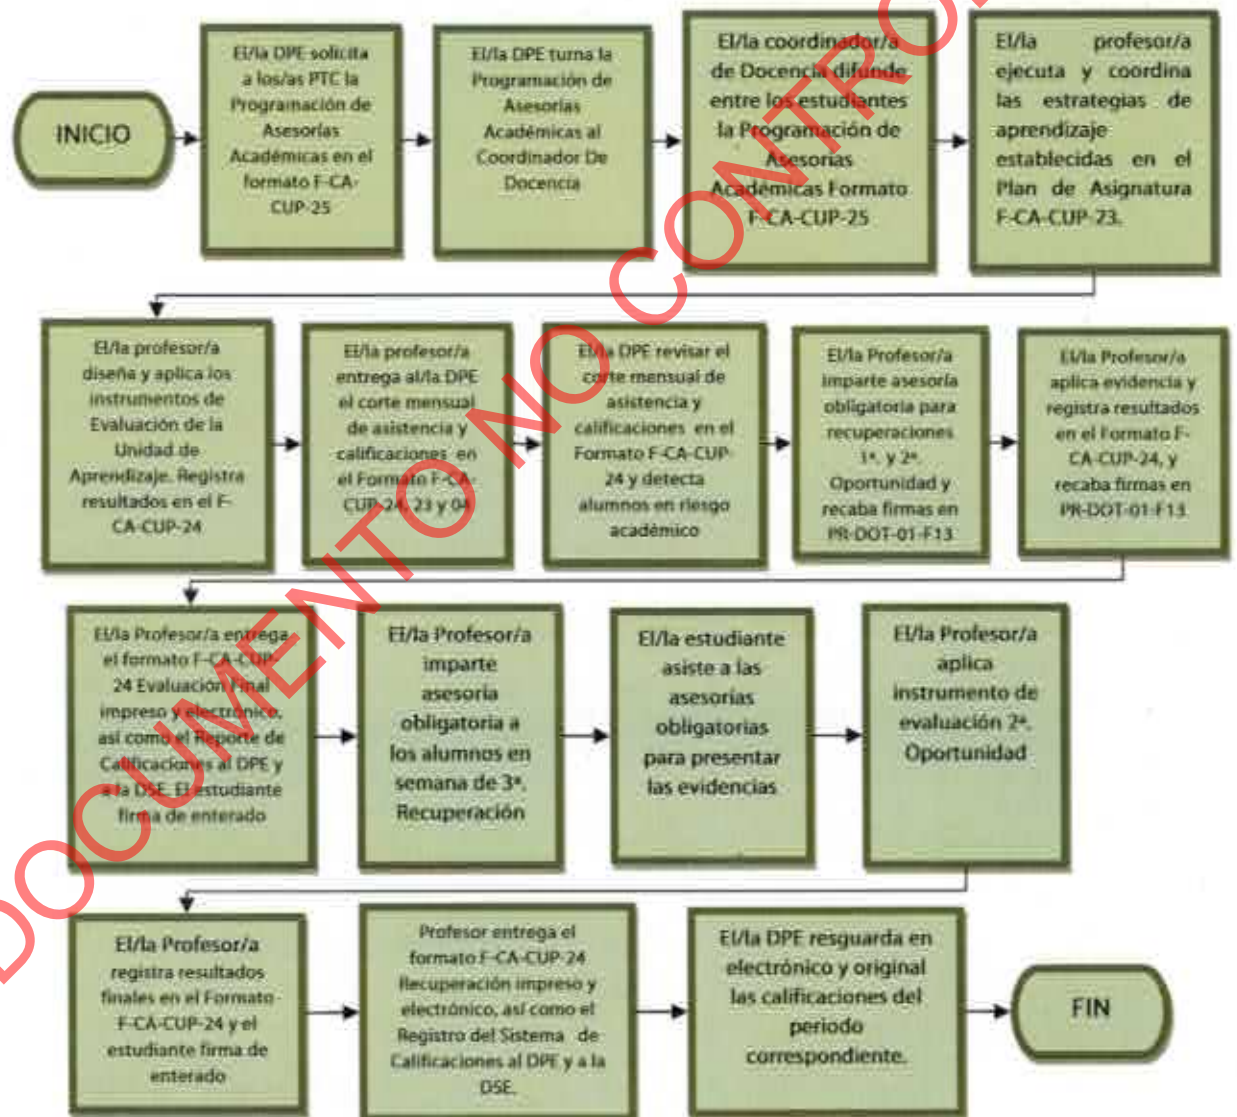 INICIO
El/la DPE solicita
a los/as PTC la
Programación de
Asesorías
Académicas en el
formato F-CA-
CUP-25
El/la DPE turna la
Programación de
Asesorías
Académicas al
Coordinador De
Docencia
El/la coordinador/a
de Docencia difunde
entre los estudiantes
la Programación de
Asesorías
Académicas Formato
F-CA-CUP-25
El/la profesor/a
ejecuta y coordina
las estrategias de
aprendizaje
establecidas en el
Plan de Asignatura
F-CA-CUP-23.
El/la profesor/a
diseña y aplica los
instrumentos de
Evaluación de la
Unidad de
Aprendizaje. Registra
resultados en el F-
CA-CUP-24
El/la profesor/a
entrega al/la DPE
el corte mensual
de asistencia y
calificaciones en
el Formato F-CA-
CUP-24, 23 y 04
El/la DPE revisar el
corte mensual de
asistencia y
calificaciones en el
Formato F-CA-CUP-
24 y detecta
alumnos en riesgo
académico
El/la Profesor/a
imparte asesoría
obligatoria para
recuperaciones
1ª. y 2ª.
Oportunidad y
recaba firmas en
PR-DOT-01-F13
El/la Profesor/a
aplica evidencia y
registra resultados
en el Formato F-
CA-CUP-24, y
recaba firmas en
PR-DOT-01-F13
El/la Profesor/a entrega
el formato F-CA-CUP-
24 Evaluación Final
impreso y electrónico,
así como el Reporte de
Calificaciones al DPE y
a la DSE. El estudiante
firma de enterado
El/la Profesor/a
imparte
asesoría
obligatoria a
los alumnos en
semana de 3ª.
Recuperación
El/la estudiante
asiste a las
asesorías
obligatorias
para presentar
las evidencias
El/la Profesor/a
aplica
instrumento de
evaluación 2ª.
Oportunidad
El/la Profesor/a
registra resultados
finales en el Formato
F-CA-CUP-24 y el
estudiante firma de
enterado
Profesor entrega el
formato F-CA-CUP-24
Recuperación impreso y
electrónico, así como el
Registro del Sistema de
Calificaciones al DPE y a la
DSE.
El/la DPE resguarda en
electrónico y original
las calificaciones del
periodo
correspondiente.
FIN
DOCUMENTO NO CONTRO